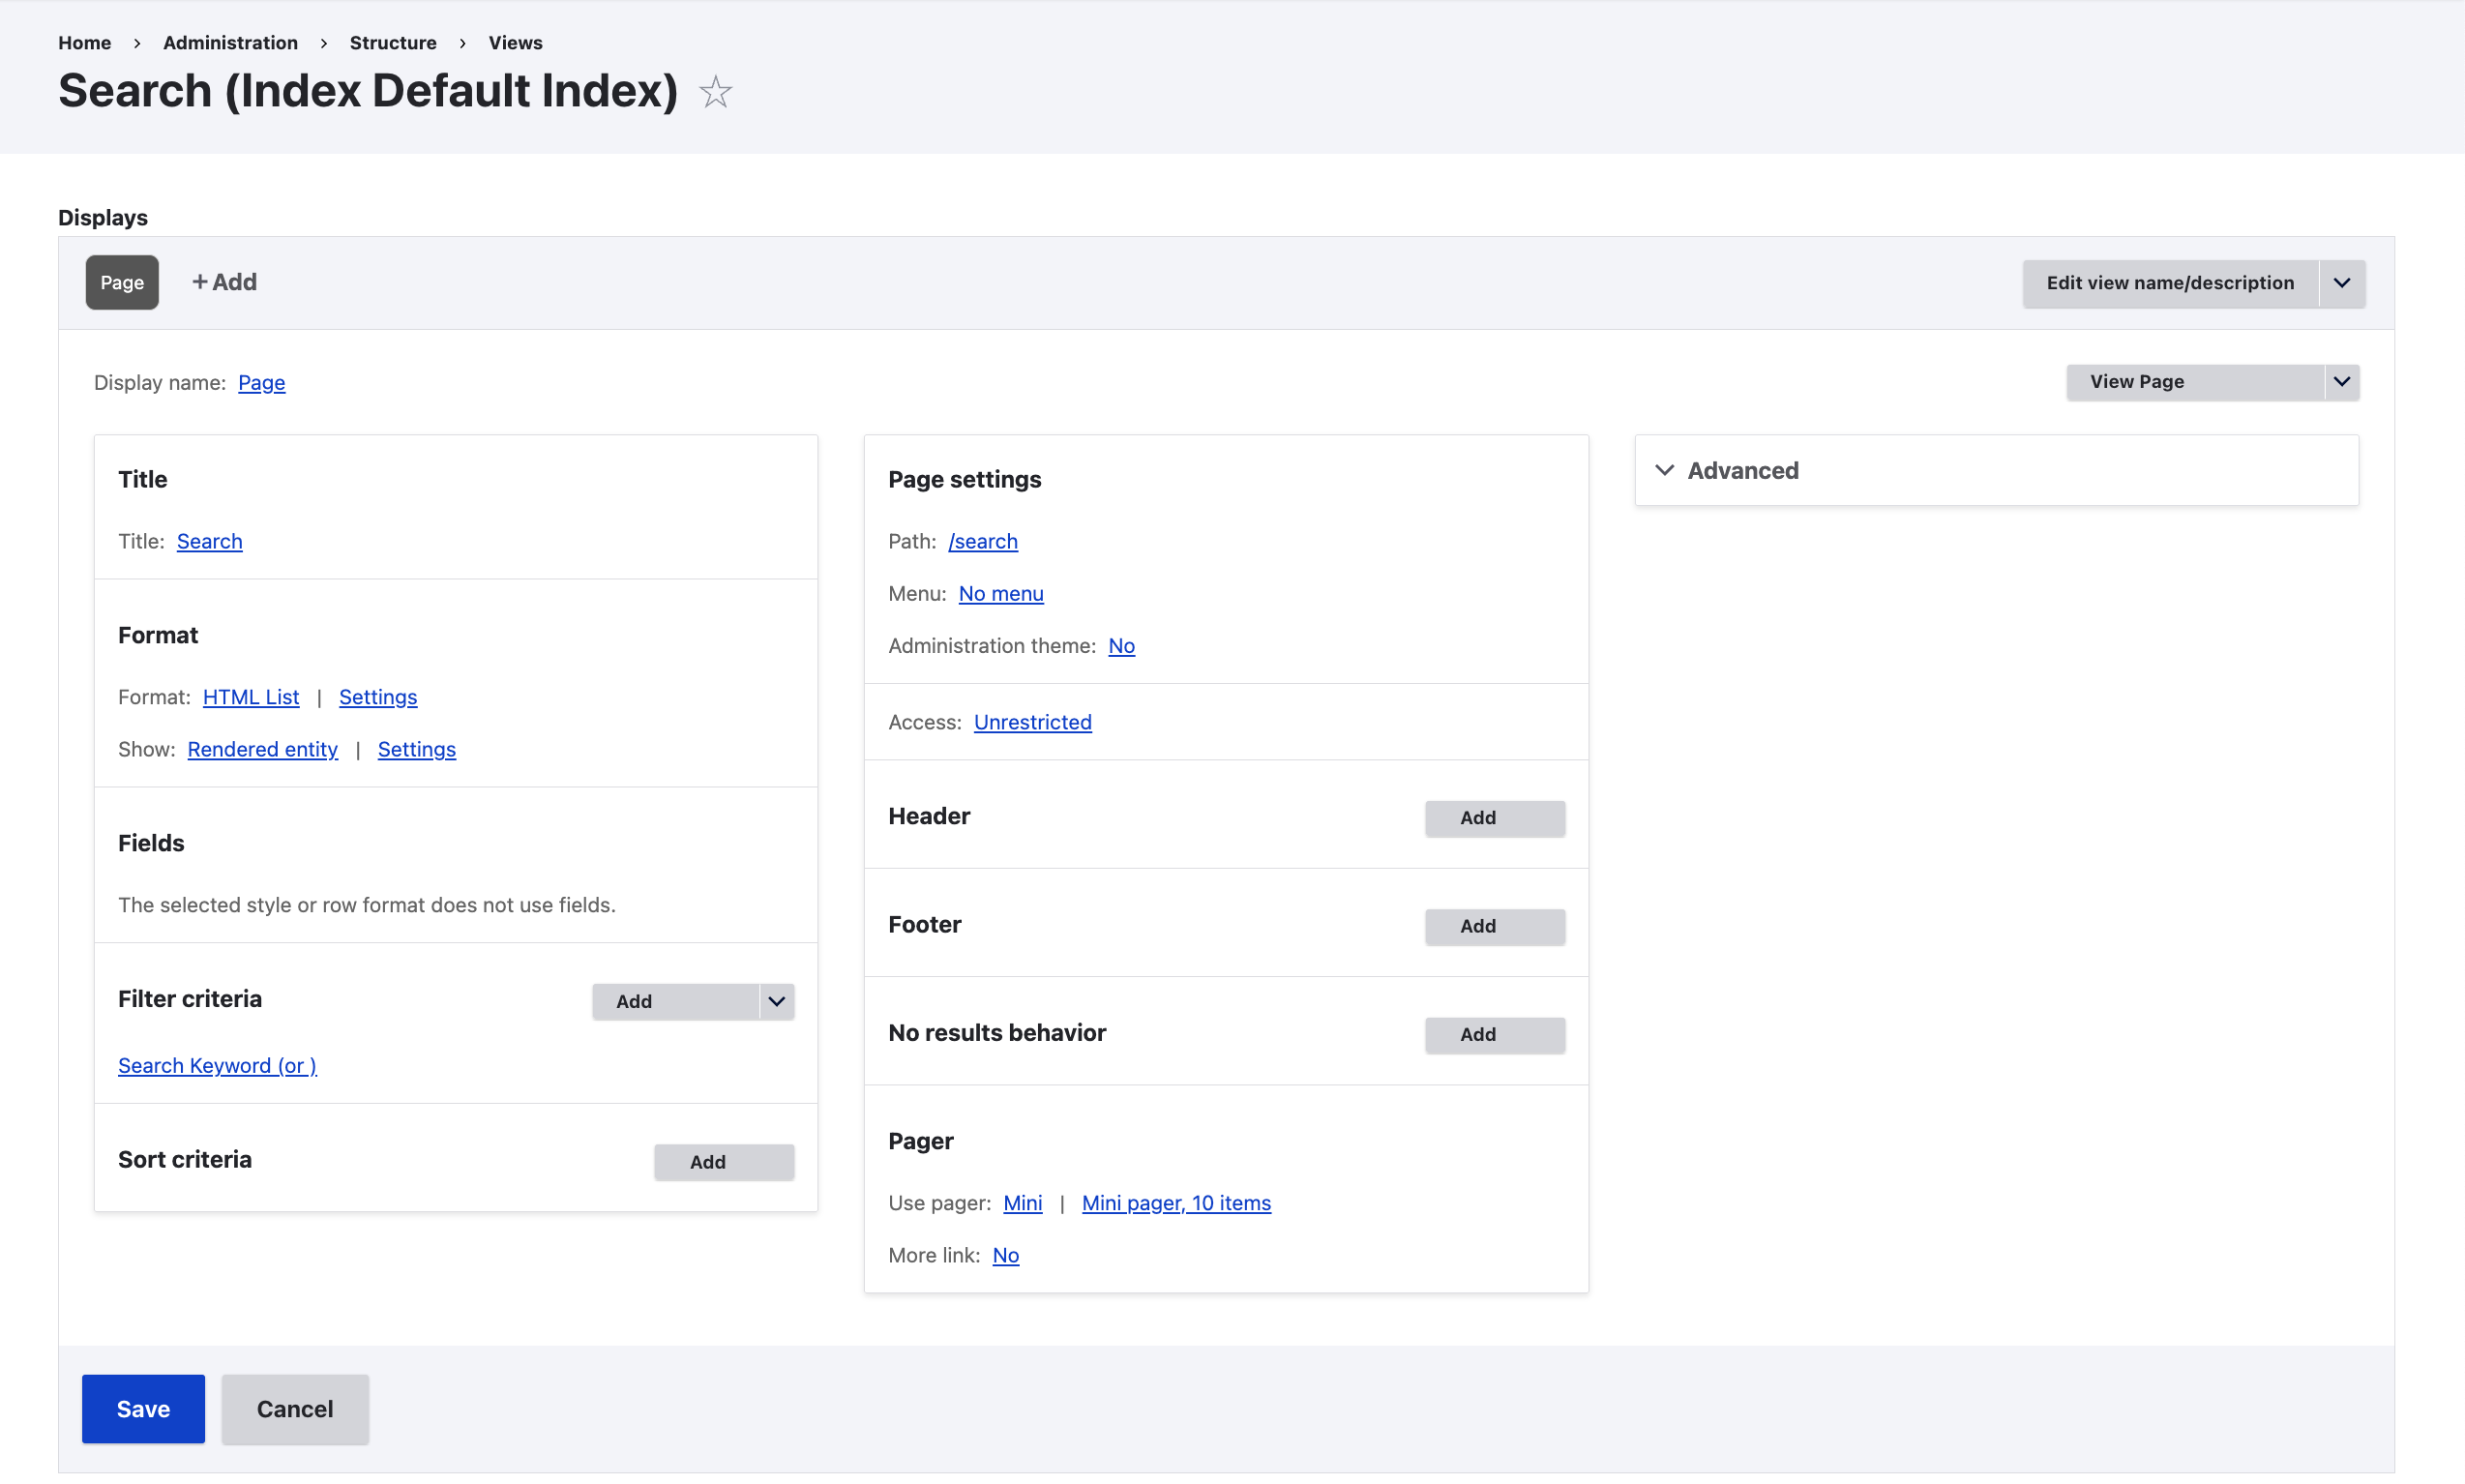 Home > Administration > Structure > Views
Search (Index Default Index)
Displays
Page
+ Add
Edit view name/description
Display name: Page
View Page
Title
Title: Search
Format
Format: HTML List | Settings
Show: Rendered entity | Settings
Fields
The selected style or row format does not use fields.
Filter criteria
Add
Search Keyword (or )
Sort criteria
Add
Page settings
Path: /search
Menu: No menu
Administration theme: No
Access: Unrestricted
Header
Add
Footer
Add
No results behavior
Add
Pager
Use pager: Mini | Mini pager, 10 items
More link: No
Advanced
Save
Cancel